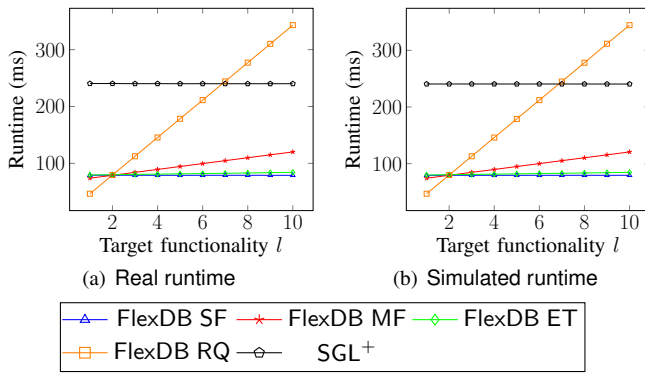 300
200
100
2 4 6 8 10
Runtime (ms)
Target functionality l
(a) Real runtime
300
200
100
2 4 6 8 10
Runtime (ms)
Target functionality l
(b) Simulated runtime
FlexDB SF FlexDB MF FlexDB ET
FlexDB RQ SGL+